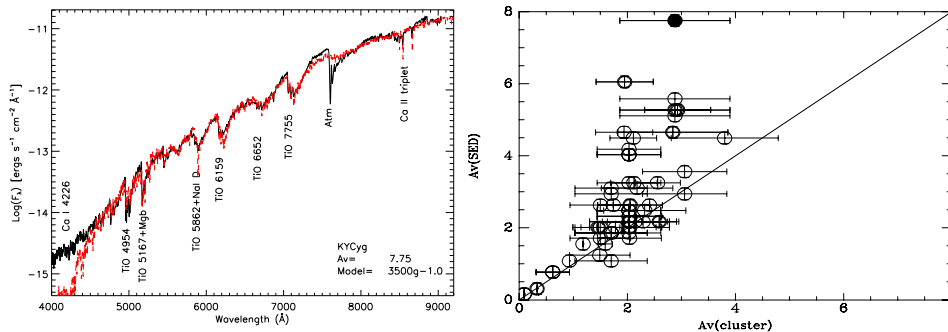 -11
-12
-13
-14
-15
Log(Fλ) [ergs s⁻¹ cm⁻² Å⁻¹]
Ca I 4226
TiO 4954
TiO 5167+Mgb
TiO 5862+NaI D
TiO 6159
TiO 6652
TiO 7755
Atm
Ca II triplet
KYCyg
Av= 7.75
Model= 3500g-1.0
4000 5000 6000 7000 8000 9000
Wavelength (Å)
8
6
4
2
0
Av(SED)
0 2 4 6
Av(cluster)